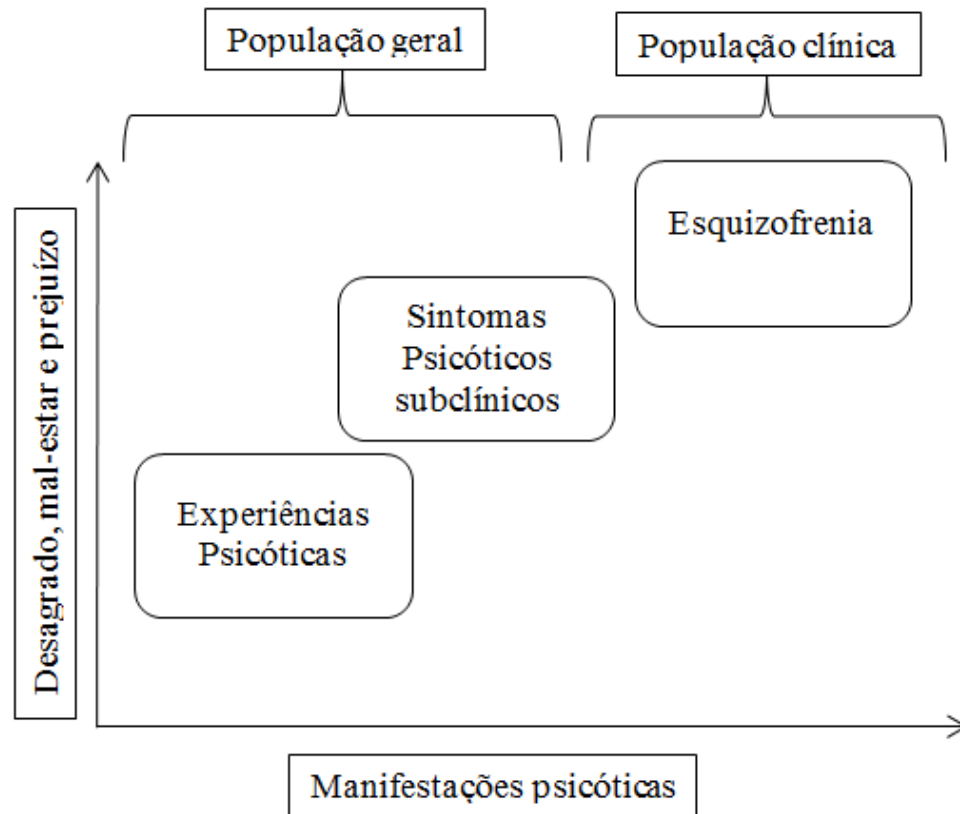 População geral
População clínica
Desagrado, mal-estar e prejuízo
Esquizofrenia
Sintomas
Psicóticos
subclínicos
Experiências
Psicóticas
Manifestações psicóticas